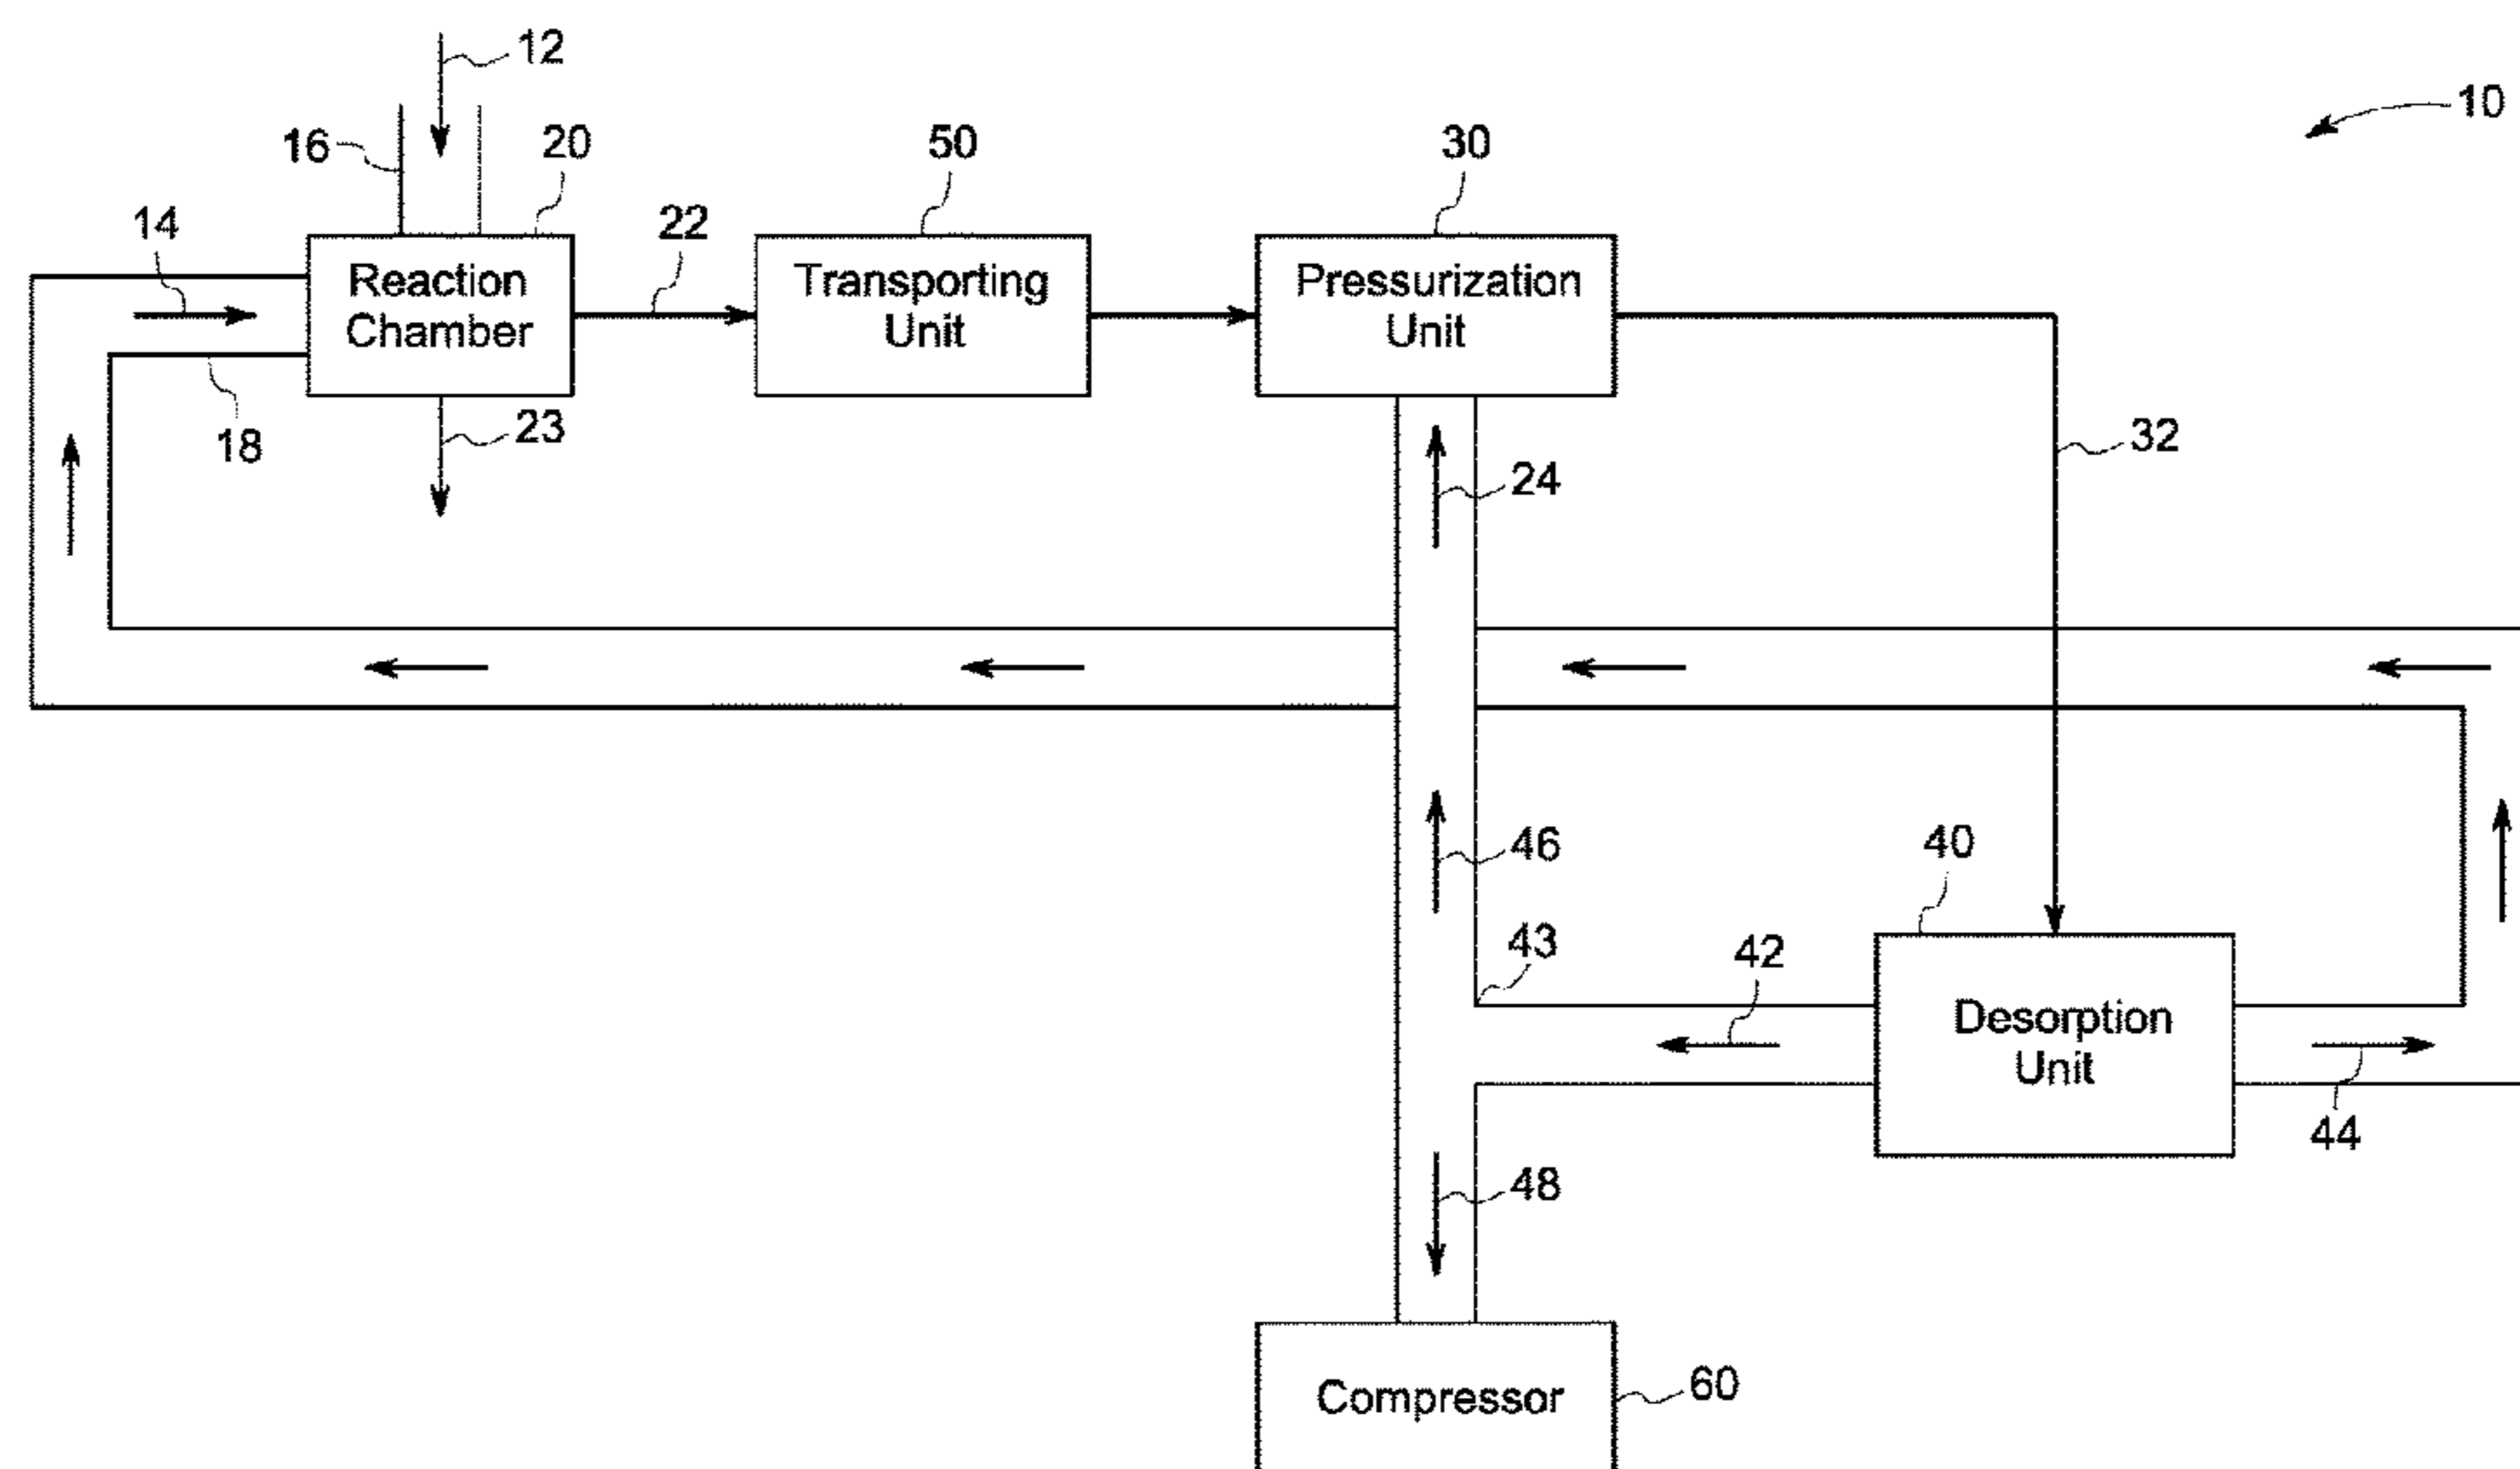 12
10
16
20
50
30
14
22
Reaction
Chamber
Transporting
Unit
Pressurization
Unit
18
23
32
24
46
40
43
42
Desorption
Unit
44
48
Compressor
60